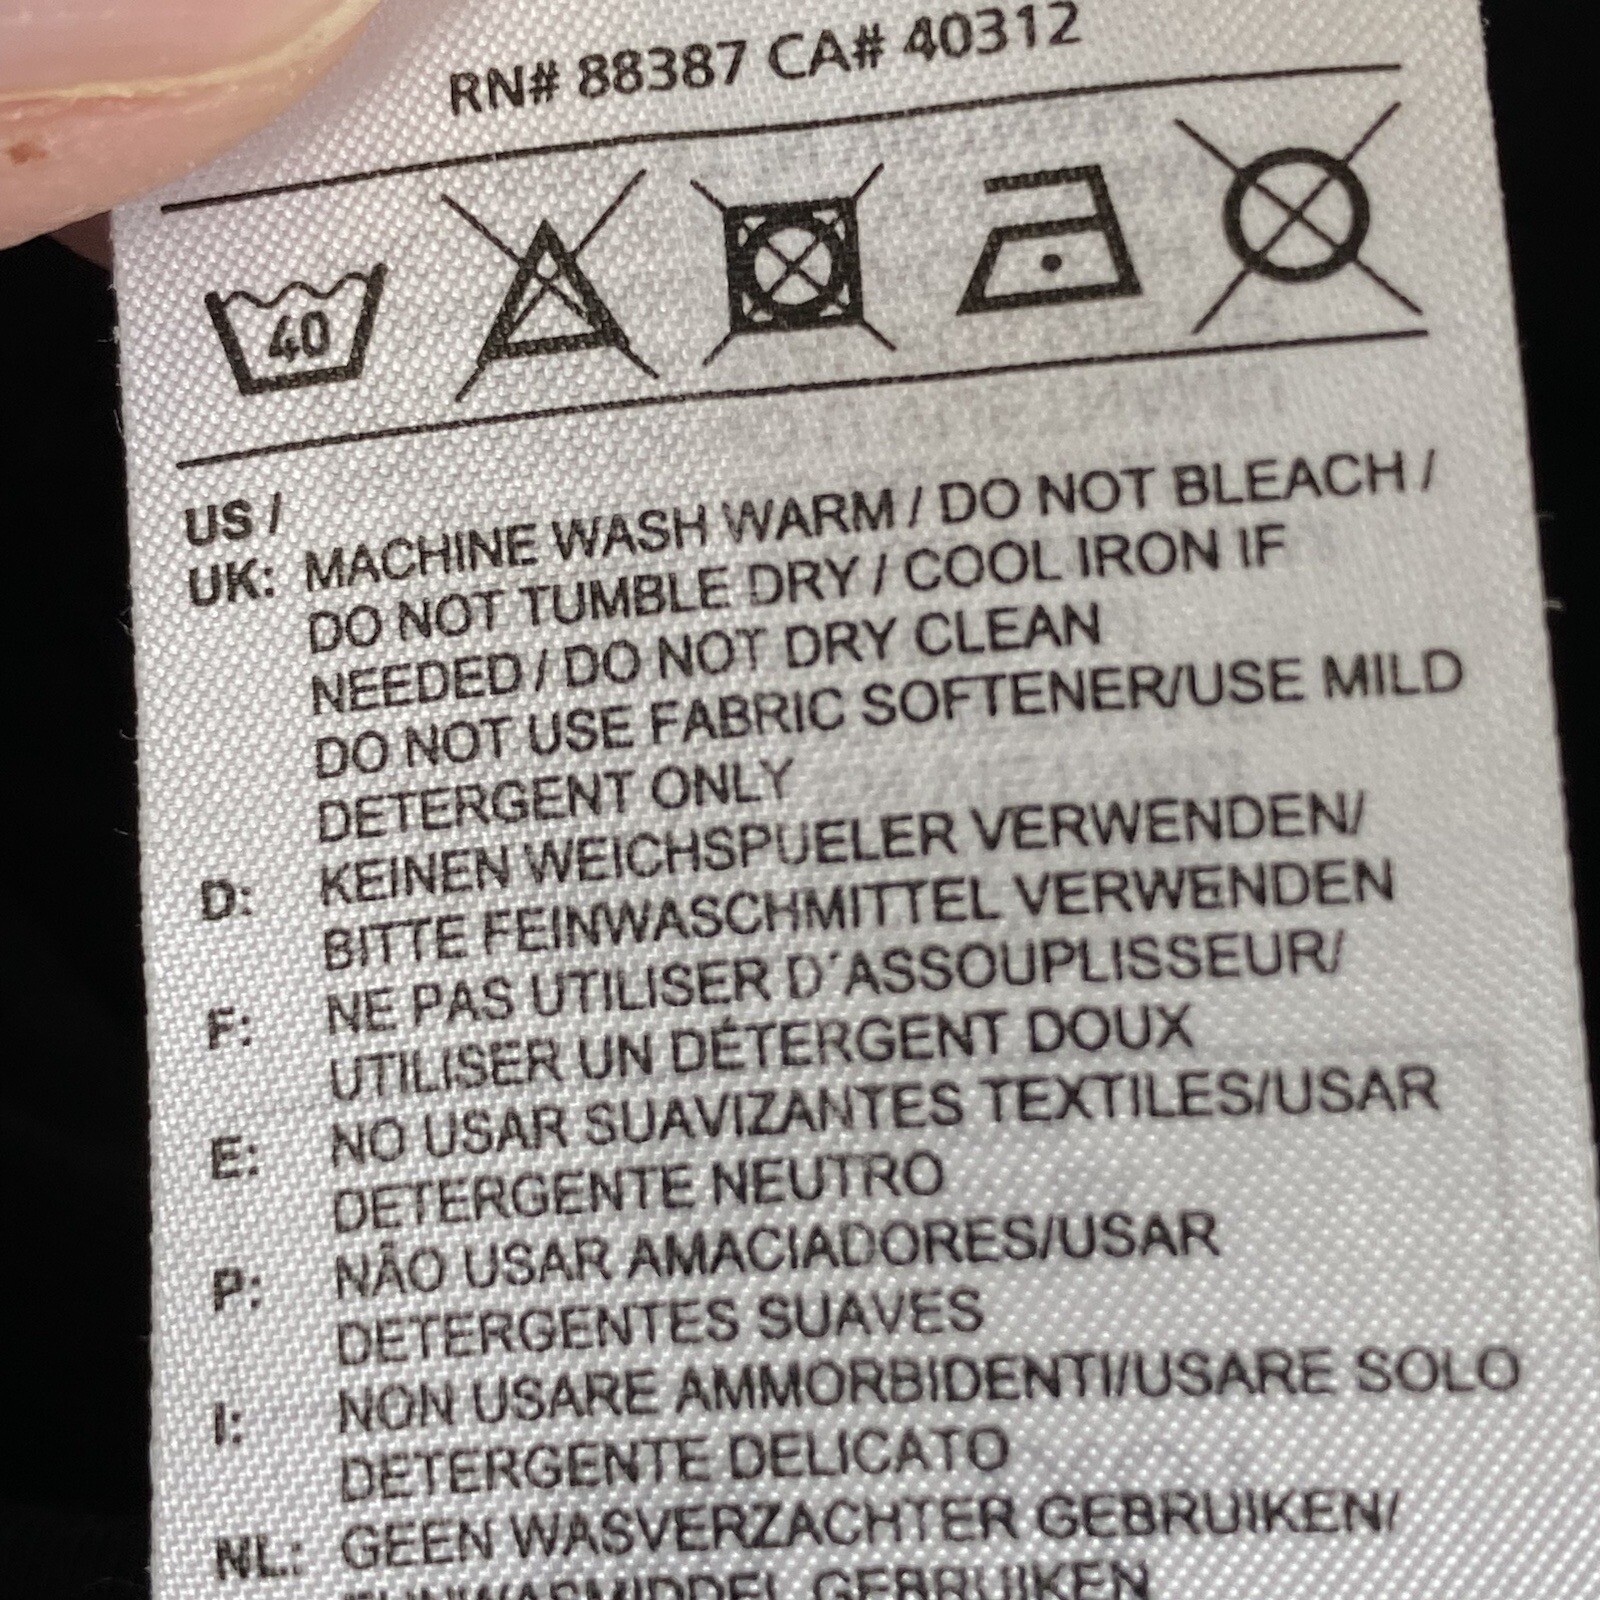 RN# 88387 CA# 40312
40
US /
UK: MACHINE WASH WARM / DO NOT BLEACH /
DO NOT TUMBLE DRY / COOL IRON IF
NEEDED / DO NOT DRY CLEAN
DO NOT USE FABRIC SOFTENER/USE MILD
DETERGENT ONLY
D: KEINEN WEICHSPUELER VERWENDEN/
BITTE FEINWASCHMITTEL VERWENDEN
F: NE PAS UTILISER D´ASSOUPLISSEUR/
UTILISER UN DÉTERGENT DOUX
E: NO USAR SUAVIZANTES TEXTILES/USAR
DETERGENTE NEUTRO
P: NÃO USAR AMACIADORES/USAR
DETERGENTES SUAVES
I: NON USARE AMMORBIDENTI/USARE SOLO
DETERGENTE DELICATO
NL: GEEN WASVERZACHTER GEBRUIKEN/
GEBRUIKEN